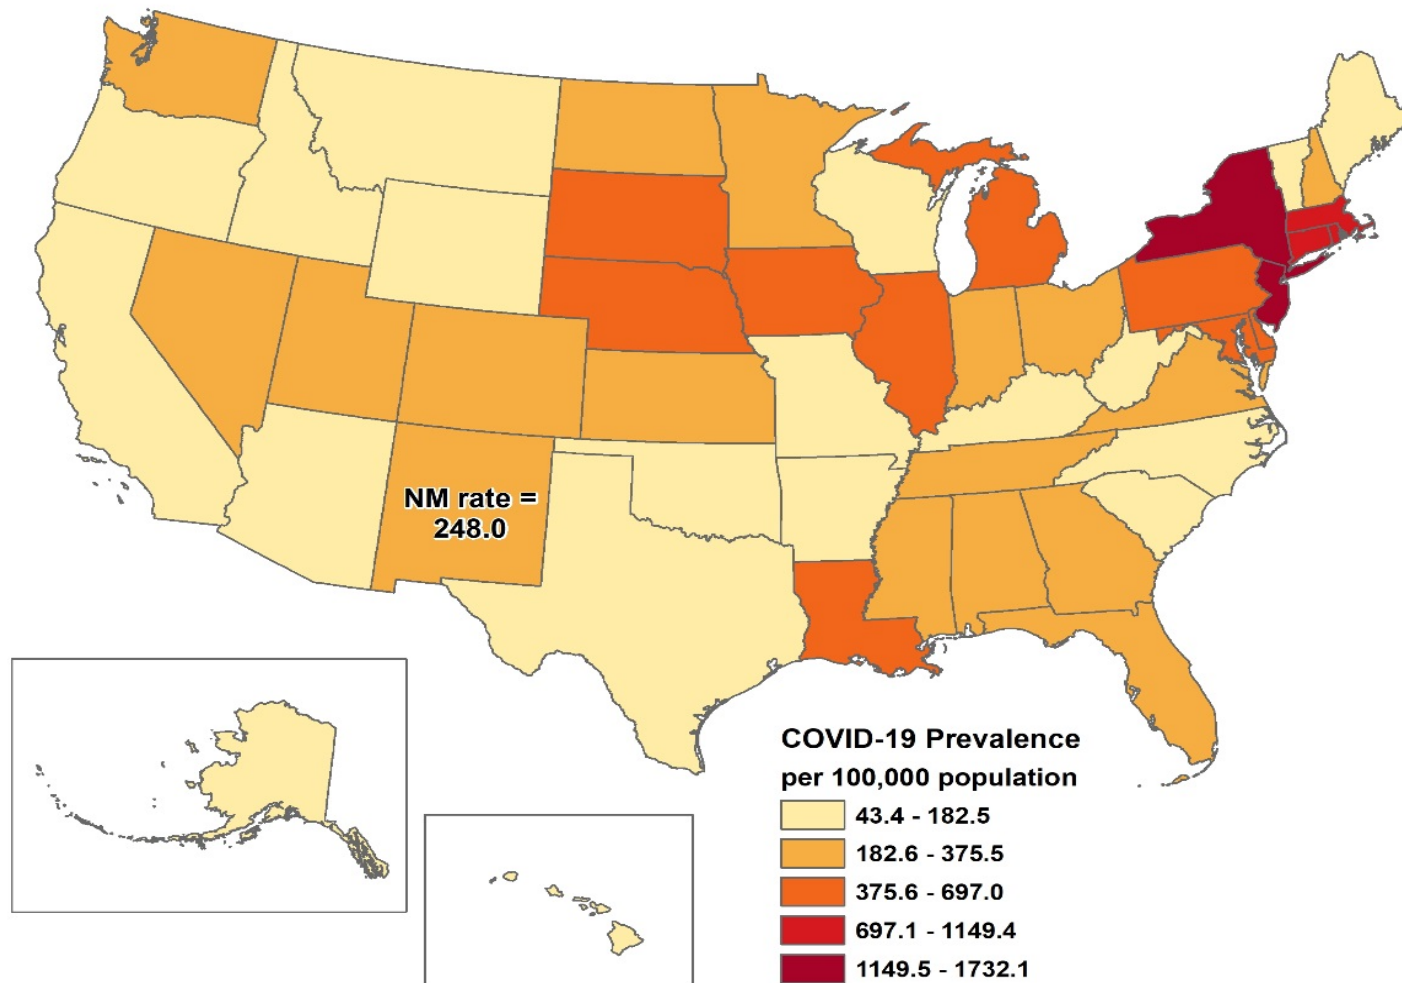 NM rate =
248.0
COVID-19 Prevalence
per 100,000 population
43.4 - 182.5
182.6 - 375.5
375.6 - 697.0
697.1 - 1149.4
1149.5 - 1732.1